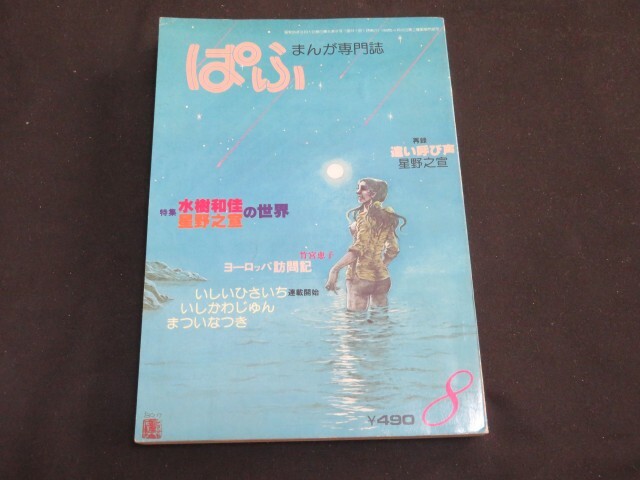 ぱふ
まんが専門誌
再録
遠い呼び声
星野之宣
特集 水樹和佳
星野之宣 の世界
竹宮恵子
ヨーロッパ訪問記
いしいひさいち 連載開始
いしかわじゅん
まついなつき
¥490
8